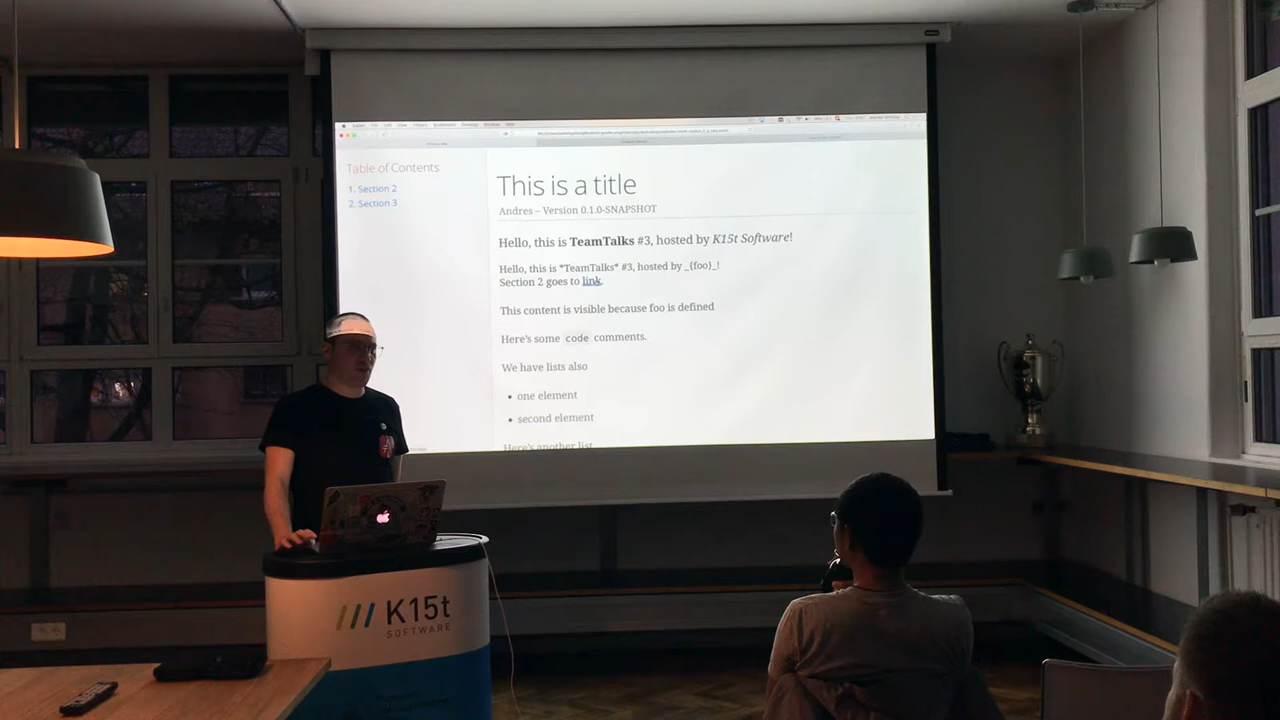 Table of Contents
1. Section 2
2. Section 3
This is a title
Andres – Version 0.1.0-SNAPSHOT
Hello, this is TeamTalks #3, hosted by K15t Software!
Hello, this is *TeamTalks* #3, hosted by _{foo}_!
Section 2 goes to link.
This content is visible because foo is defined
Here's some code comments.
We have lists also
• one element
• second element
Here's another list
K15t
SOFTWARE